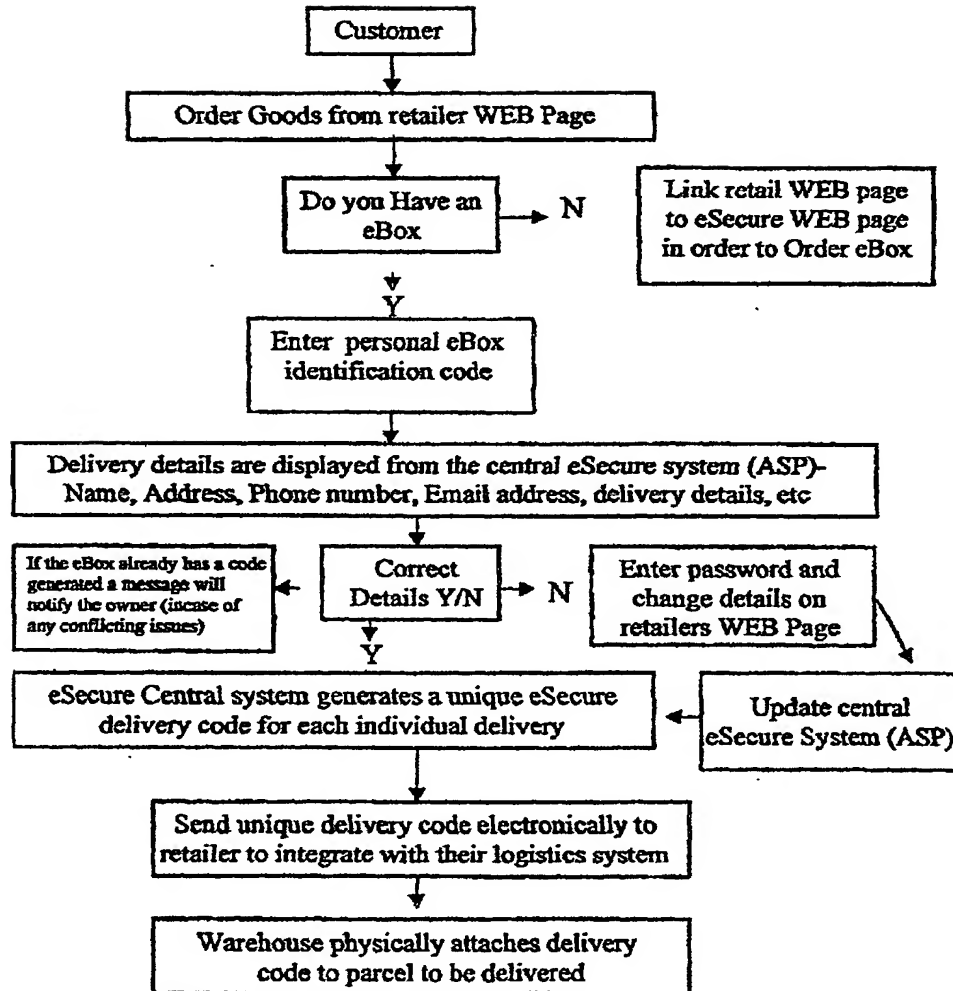 Customer
Order Goods from retailer WEB Page
Do you Have an
eBox
N
Link retail WEB page
to eSecure WEB page
in order to Order eBox
Y
Enter personal eBox
identification code
Delivery details are displayed from the central eSecure system (ASP)-
Name, Address, Phone number, Email address, delivery details, etc
If the eBox already has a code
generated a message will
notify the owner (incase of
any conflicting issues)
Correct
Details Y/N
N
Enter password and
change details on
retailers WEB Page
Y
eSecure Central system generates a unique eSecure
delivery code for each individual delivery
Update central
eSecure System (ASP)
Send unique delivery code electronically to
retailer to integrate with their logistics system
Warehouse physically attaches delivery
code to parcel to be delivered